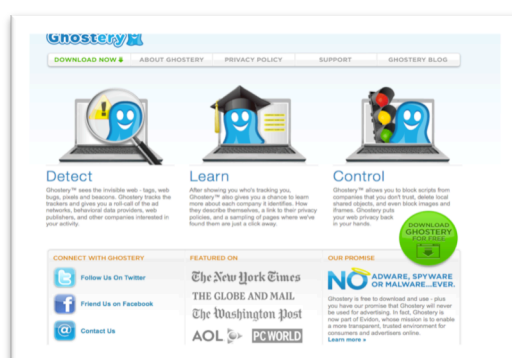 Ghostery
DOWNLOAD NOW
ABOUT GHOSTERY
PRIVACY POLICY
SUPPORT
GHOSTERY BLOG
Detect
Ghostery™ sees the invisible web - tags, web
bugs, pixels and beacons. Ghostery tracks the
trackers and gives you a roll-call of the ad
networks, behavioral data providers, web
publishers, and other companies interested in
your activity.
Learn
After showing you who's tracking you,
Ghostery™ also gives you a chance to learn
more about each company it identifies. How
they describe themselves, a link to their privacy
policies, and a sampling of pages where we've
found them are just a click away.
Control
Ghostery™ allows you to block scripts from
companies that you don't trust, delete local
shared objects, and even block images and
iframes. Ghostery puts
your web privacy back
in your hands.
DOWNLOAD
GHOSTERY
FOR FREE
CONNECT WITH GHOSTERY
Follow Us On Twitter
Friend Us on Facebook
Contact Us
FEATURED ON
The New York Times
THE GLOBE AND MAIL
The Washington Post
AOL
PC WORLD
OUR PROMISE
NO ADWARE, SPYWARE
OR MALWARE...EVER.
Ghostery is free to download and use - plus
you have our promise that Ghostery will never
be used for advertising. In fact, Ghostery is
now part of Evidon, whose mission is to enable
a more transparent, trusted environment for
consumers and advertisers online.
Learn more »